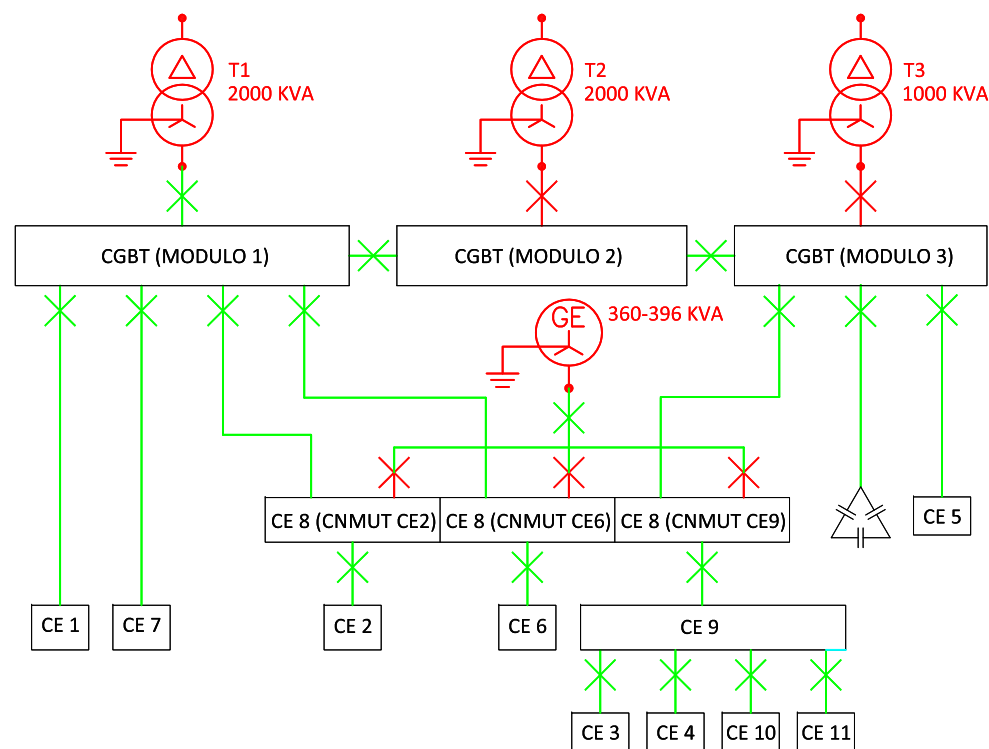 T1
2000 KVA
T2
2000 KVA
T3
1000 KVA
CGBT (MODULO 1)
CGBT (MODULO 2)
CGBT (MODULO 3)
GE
360-396 KVA
CE 8 (CNMUT CE2)
CE 8 (CNMUT CE6)
CE 8 (CNMUT CE9)
CE 5
CE 1
CE 7
CE 2
CE 6
CE 9
CE 3
CE 4
CE 10
CE 11